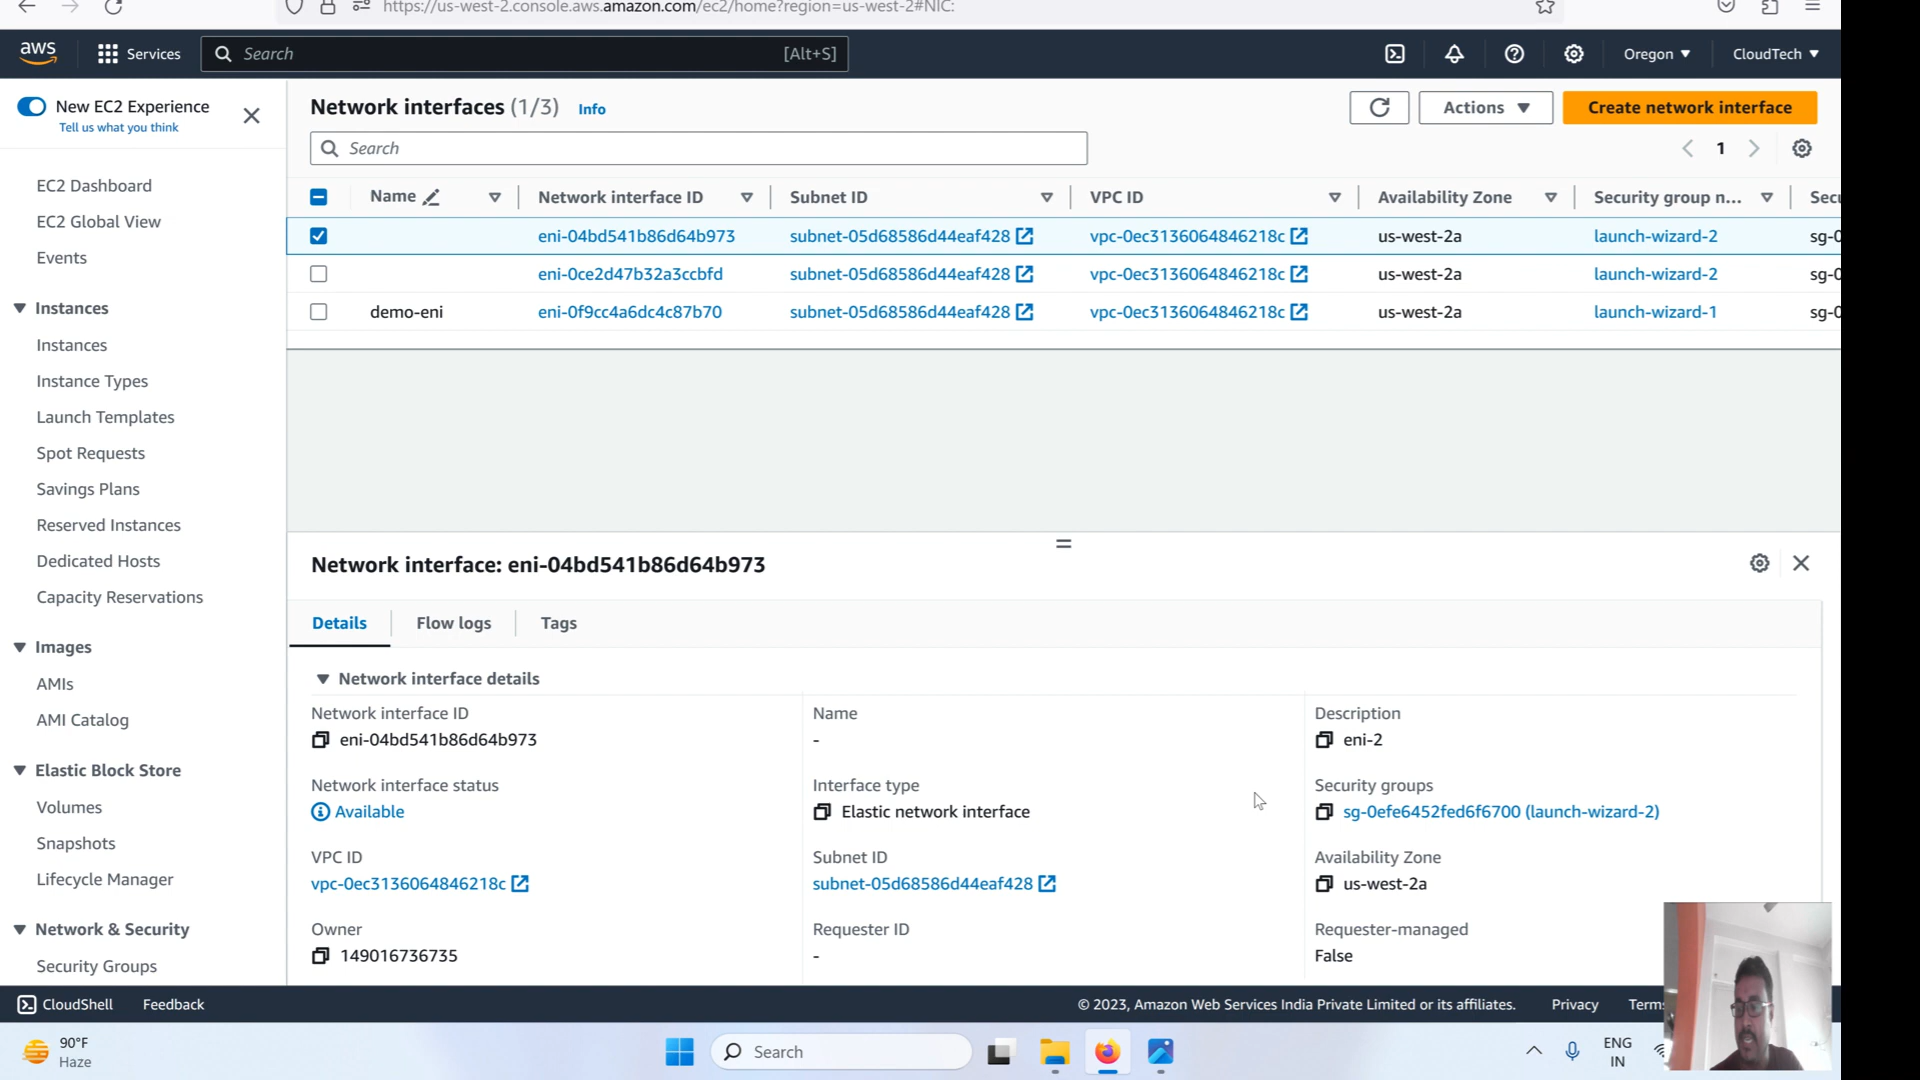 https://us-west-2.console.aws.amazon.com/ec2/home?region=us-west-2#NIC:
aws Services Search [Alt+S] Oregon CloudTech
New EC2 Experience
Tell us what you think
EC2 Dashboard
EC2 Global View
Events
Instances
Instances
Instance Types
Launch Templates
Spot Requests
Savings Plans
Reserved Instances
Dedicated Hosts
Capacity Reservations
Images
AMIs
AMI Catalog
Elastic Block Store
Volumes
Snapshots
Lifecycle Manager
Network & Security
Security Groups
Network interfaces (1/3) Info
Actions
Create network interface
Search
1
Name Network interface ID Subnet ID VPC ID Availability Zone Security group n... Secu
eni-04bd541b86d64b973 subnet-05d68586d44eaf428 vpc-0ec3136064846218c us-west-2a launch-wizard-2 sg-0
eni-0ce2d47b32a3ccbfd subnet-05d68586d44eaf428 vpc-0ec3136064846218c us-west-2a launch-wizard-2 sg-0
demo-eni eni-0f9cc4a6dc4c87b70 subnet-05d68586d44eaf428 vpc-0ec3136064846218c us-west-2a launch-wizard-1 sg-0
Network interface: eni-04bd541b86d64b973
Details Flow logs Tags
Network interface details
Network interface ID
eni-04bd541b86d64b973
Name
-
Description
eni-2
Network interface status
Available
Interface type
Elastic network interface
Security groups
sg-0efe6452fed6f6700 (launch-wizard-2)
VPC ID
vpc-0ec3136064846218c
Subnet ID
subnet-05d68586d44eaf428
Availability Zone
us-west-2a
Owner
149016736735
Requester ID
-
Requester-managed
False
CloudShell Feedback © 2023, Amazon Web Services India Private Limited or its affiliates. Privacy Terms
90°F
Haze
Search
ENG
IN